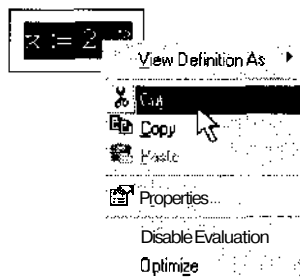 x := 2
View Definition As
Cut
Copy
Paste
Properties...
Disable Evaluation
Optimize